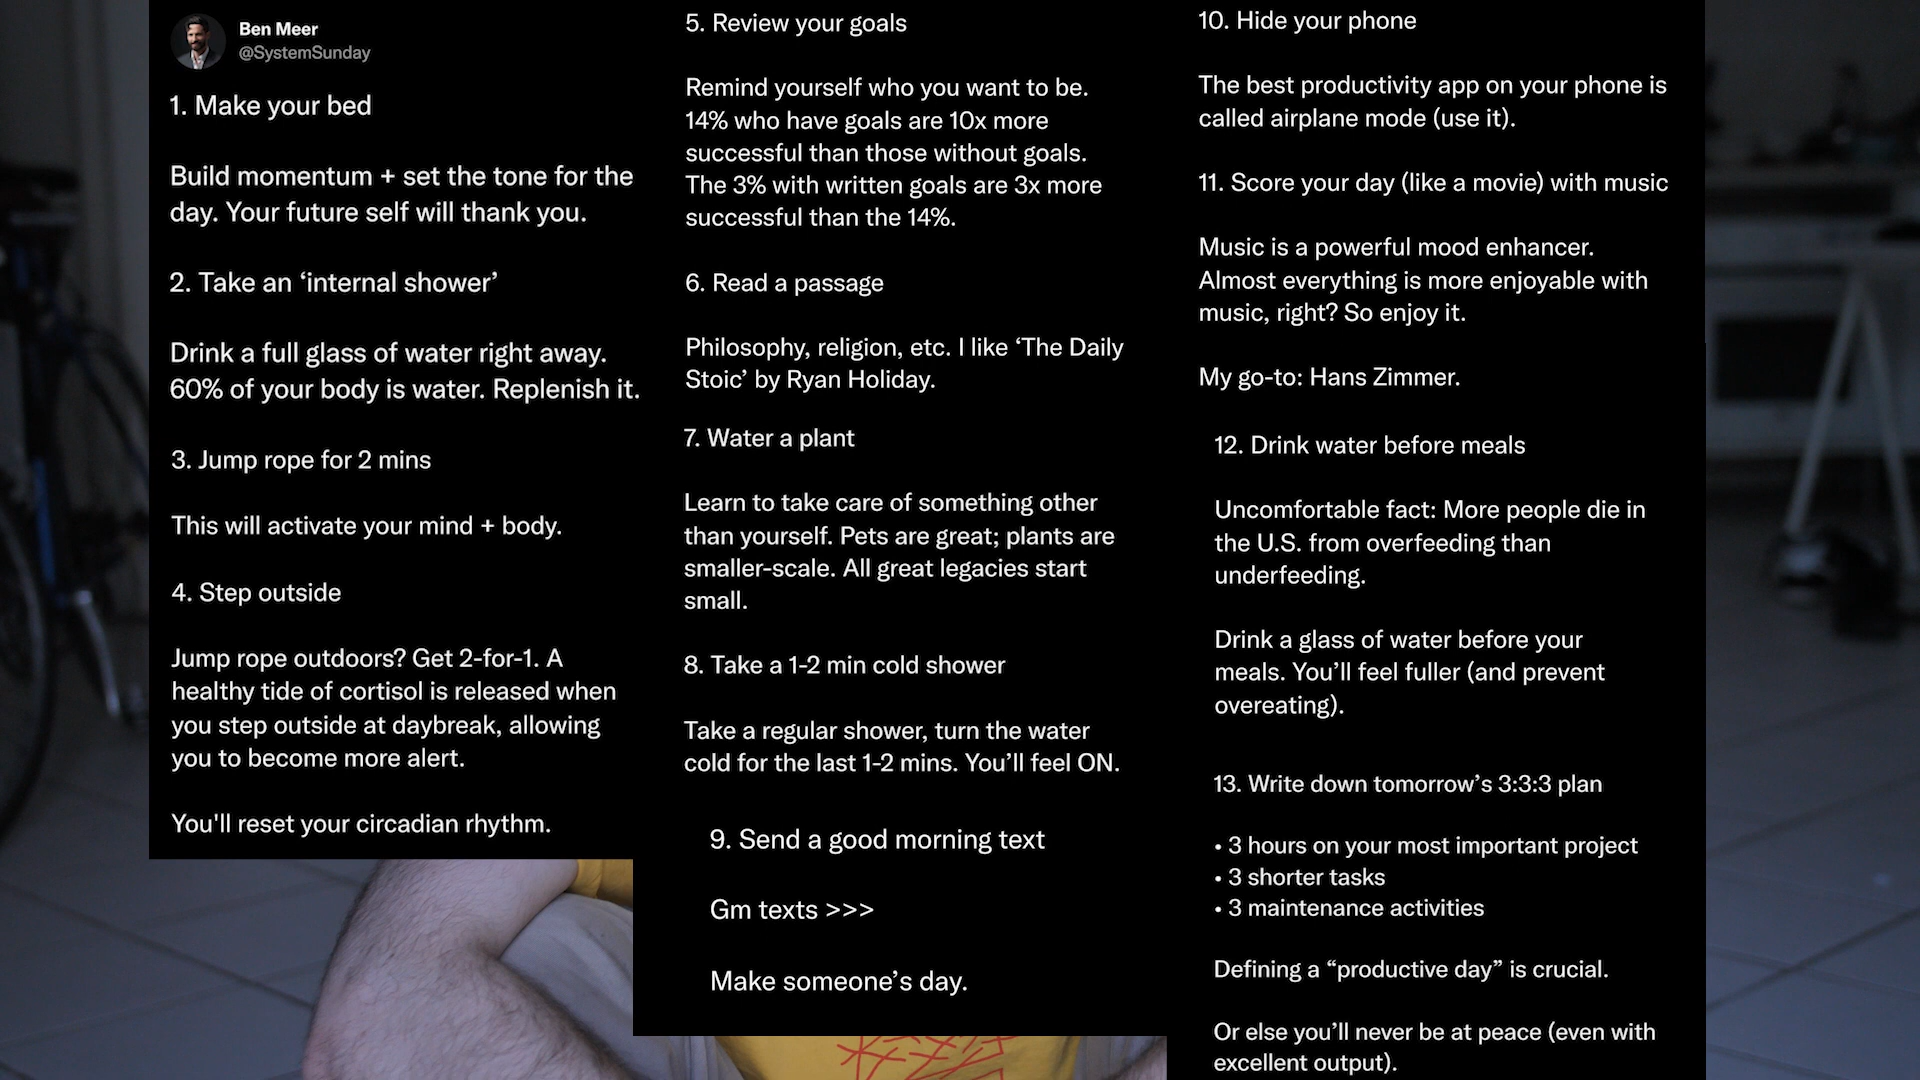 Ben Meer
@SystemSunday
1. Make your bed
Build momentum + set the tone for the
day. Your future self will thank you.
2. Take an ‘internal shower’
Drink a full glass of water right away.
60% of your body is water. Replenish it.
3. Jump rope for 2 mins
This will activate your mind + body.
4. Step outside
Jump rope outdoors? Get 2-for-1. A
healthy tide of cortisol is released when
you step outside at daybreak, allowing
you to become more alert.
You'll reset your circadian rhythm.
5. Review your goals
Remind yourself who you want to be.
14% who have goals are 10x more
successful than those without goals.
The 3% with written goals are 3x more
successful than the 14%.
6. Read a passage
Philosophy, religion, etc. I like ‘The Daily
Stoic’ by Ryan Holiday.
7. Water a plant
Learn to take care of something other
than yourself. Pets are great; plants are
smaller-scale. All great legacies start
small.
8. Take a 1-2 min cold shower
Take a regular shower, turn the water
cold for the last 1-2 mins. You’ll feel ON.
9. Send a good morning text
Gm texts >>>
Make someone’s day.
10. Hide your phone
The best productivity app on your phone is
called airplane mode (use it).
11. Score your day (like a movie) with music
Music is a powerful mood enhancer.
Almost everything is more enjoyable with
music, right? So enjoy it.
My go-to: Hans Zimmer.
12. Drink water before meals
Uncomfortable fact: More people die in
the U.S. from overfeeding than
underfeeding.
Drink a glass of water before your
meals. You’ll feel fuller (and prevent
overeating).
13. Write down tomorrow’s 3:3:3 plan
• 3 hours on your most important project
• 3 shorter tasks
• 3 maintenance activities
Defining a “productive day” is crucial.
Or else you’ll never be at peace (even with
excellent output).